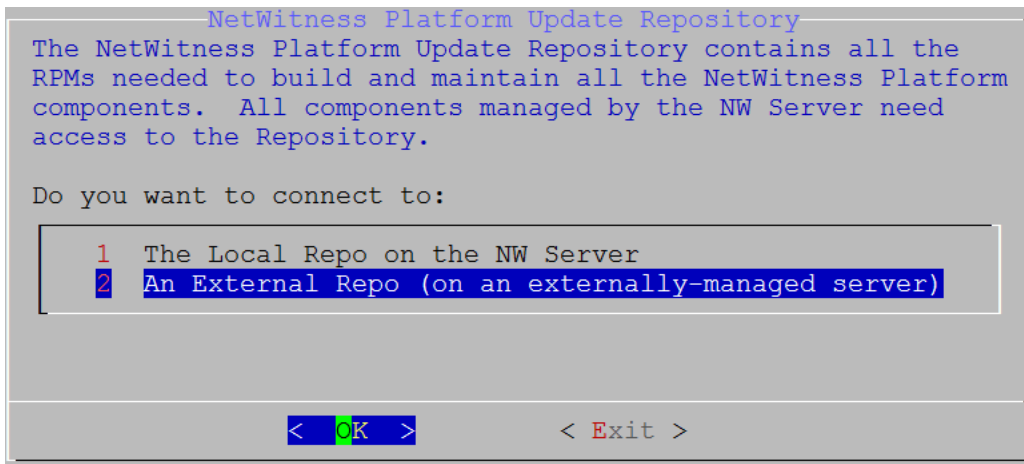 NetWitness Platform Update Repository
The NetWitness Platform Update Repository contains all the
RPMs needed to build and maintain all the NetWitness Platform
components.  All components managed by the NW Server need
access to the Repository.
Do you want to connect to:
1  The Local Repo on the NW Server
2  An External Repo (on an externally-managed server)
<  OK  >          < Exit >